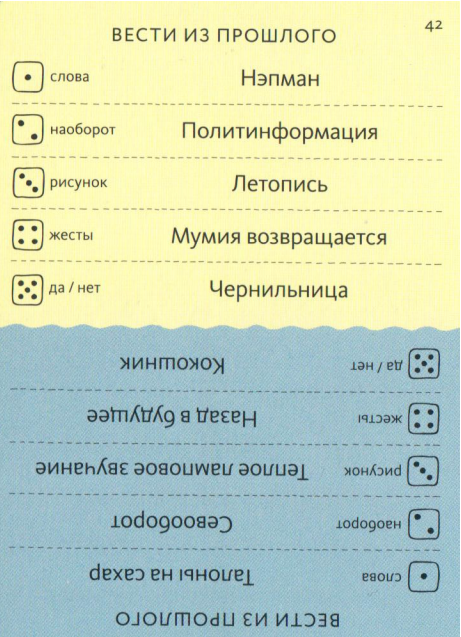 42
ВЕСТИ ИЗ ПРОШЛОГО
слова Нэпман
наоборот Политинформация
рисунок Летопись
жесты Мумия возвращается
да / нет Чернильница
ВЕСТИ ИЗ ПРОШЛОГО
слова Талоны на сахар
наоборот Севооборот
рисунок Теплое ламповое звучание
жесты Назад в будущее
да / нет Кокошник